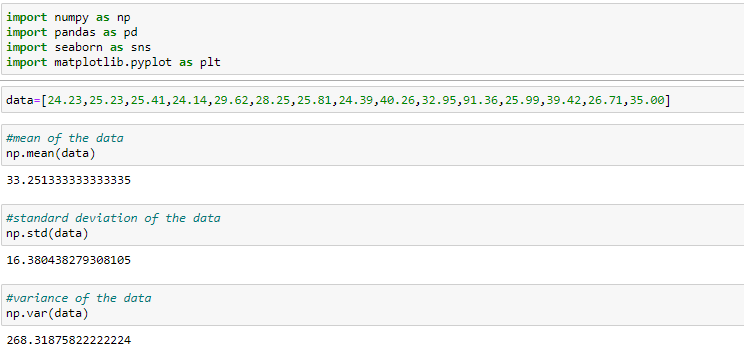 import numpy as np
import pandas as pd
import seaborn as sns
import matplotlib.pyplot as plt
data=[24.23,25.23,25.41,24.14,29.62,28.25,25.81,24.39,40.26,32.95,91.36,25.99,39.42,26.71,35.00]
#mean of the data
np.mean(data)
33.251333333333335
#standard deviation of the data
np.std(data)
16.380438279308105
#variance of the data
np.var(data)
268.31875822222224